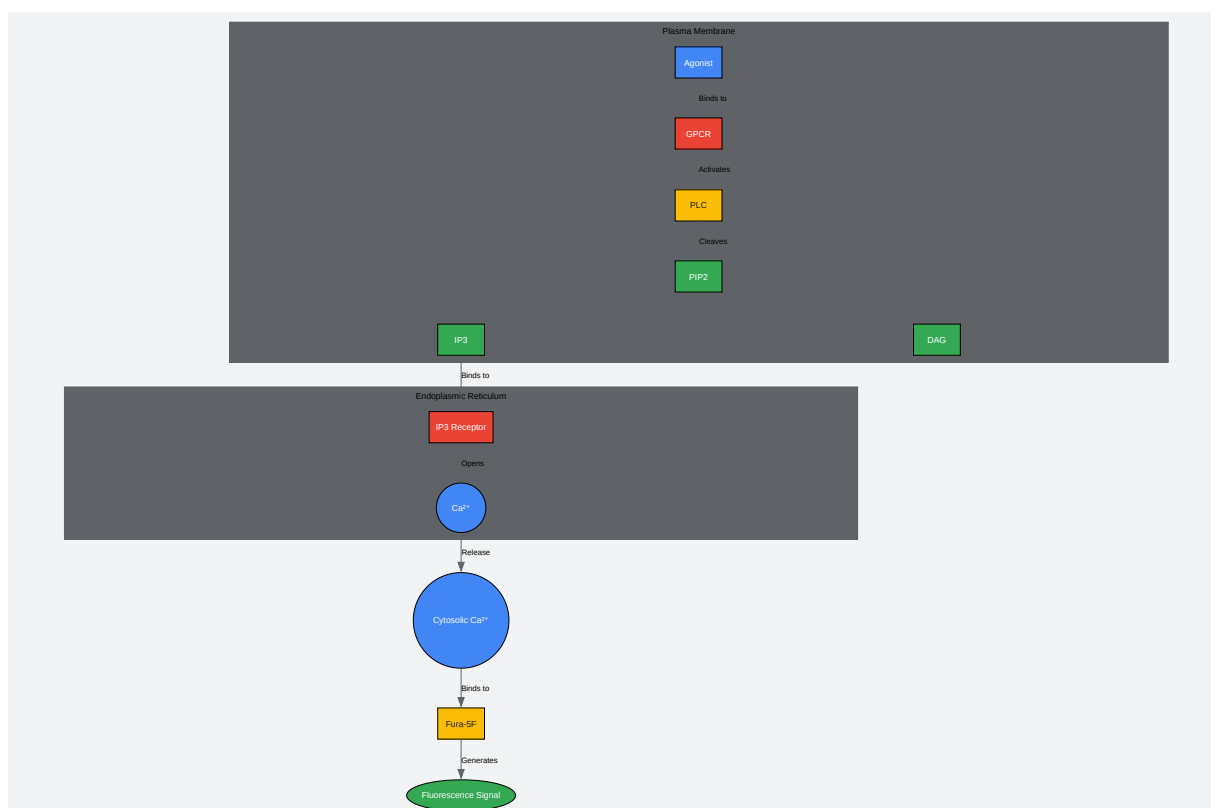 Plasma Membrane
Agonist
Binds to
GPCR
Activates
PLC
Cleaves
PIP2
IP3
DAG
Binds to
Endoplasmic Reticulum
IP3 Receptor
Opens
Ca²⁺
Release
Cytosolic Ca²⁺
Binds to
Fura-5F
Generates
Fluorescence Signal